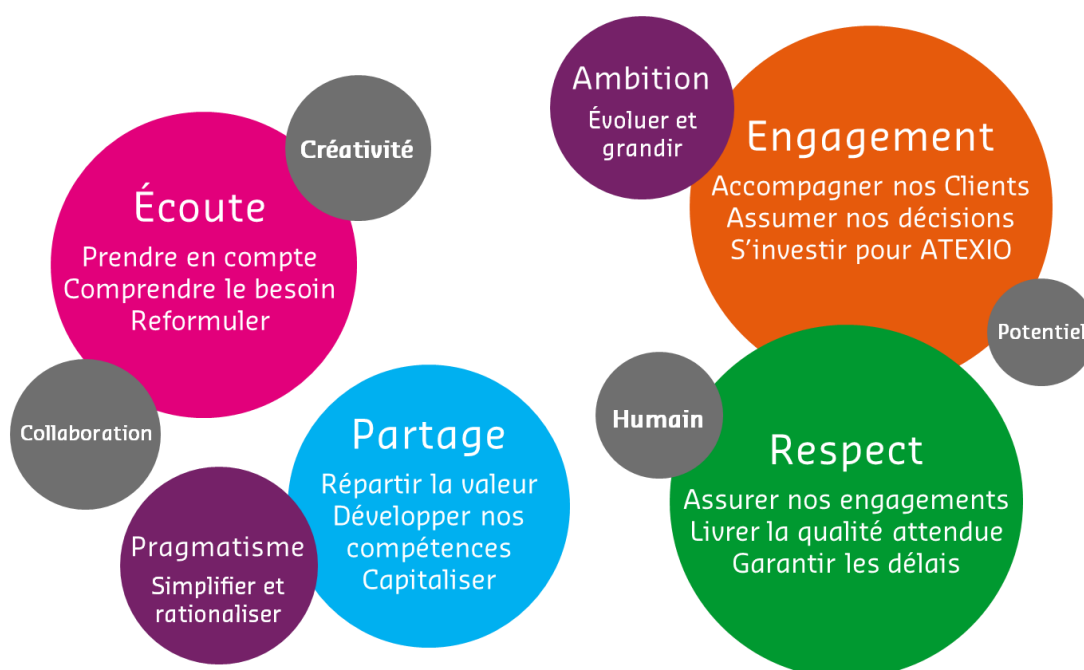 Créativité
Écoute
Prendre en compte
Comprendre le besoin
Reformuler
Collaboration
Pragmatisme
Simplifier et
rationaliser
Partage
Répartir la valeur
Développer nos
compétences
Capitaliser
Ambition
Évoluer et
grandir
Engagement
Accompagner nos Clients
Assumer nos décisions
S'investir pour ATEXIO
Potentiel
Humain
Respect
Assurer nos engagements
Livrer la qualité attendue
Garantir les délais